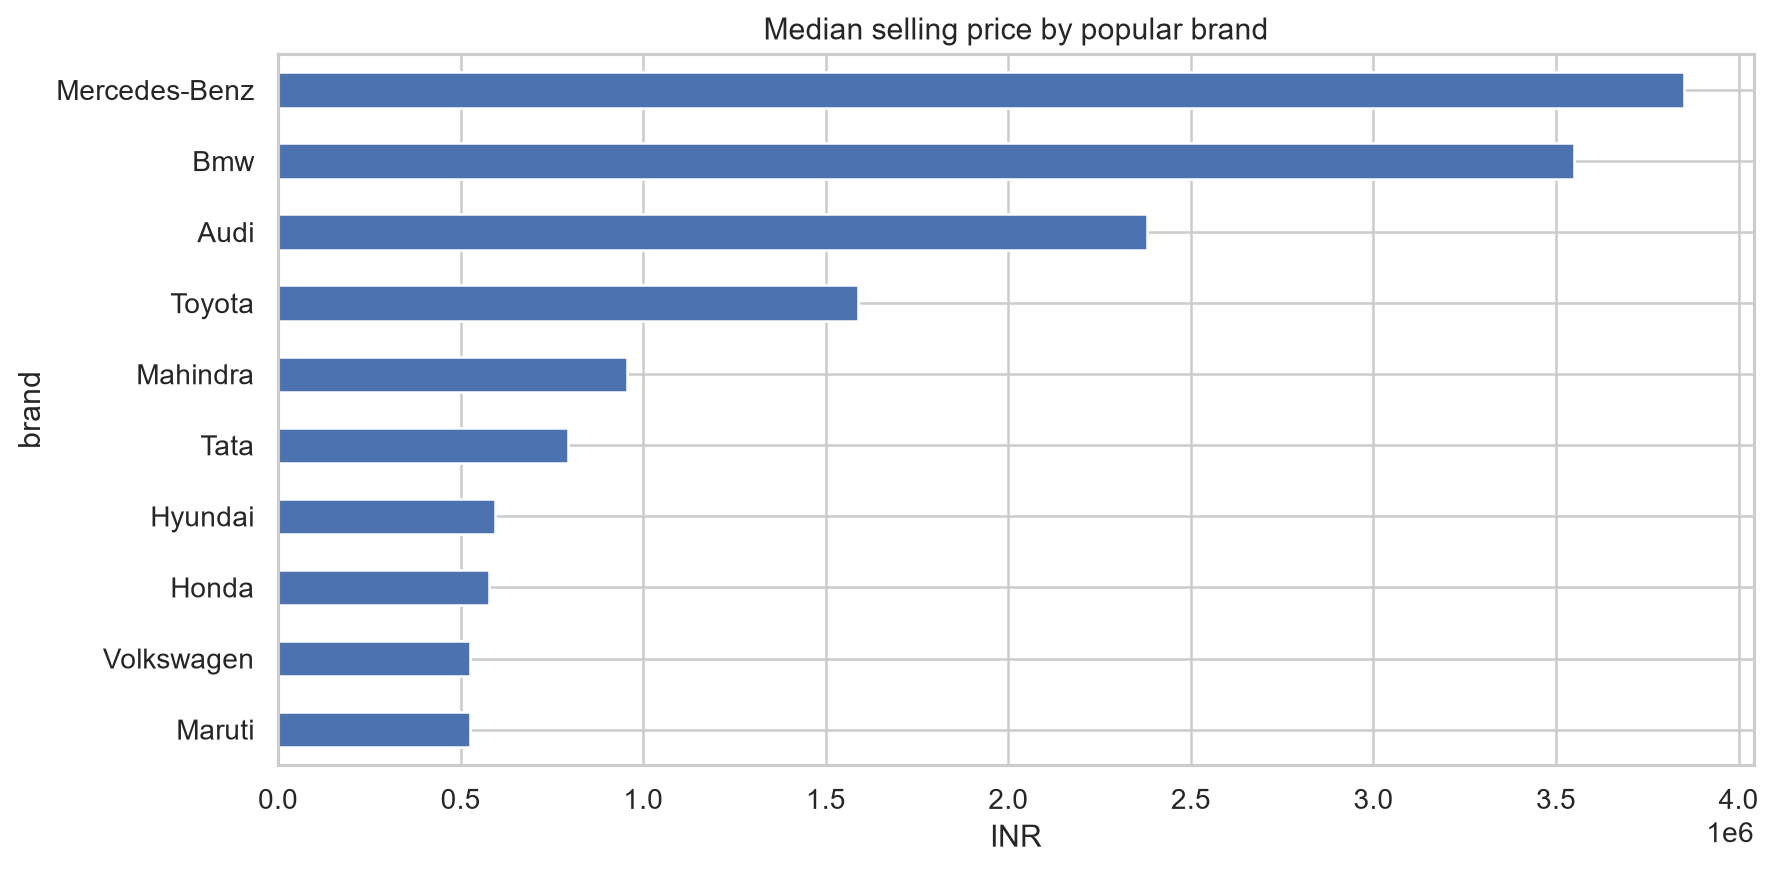 Median selling price by popular brand
brand
Mercedes-Benz
Bmw
Audi
Toyota
Mahindra
Tata
Hyundai
Honda
Volkswagen
Maruti
0.0 0.5 1.0 1.5 2.0 2.5 3.0 3.5 4.0
1e6
INR